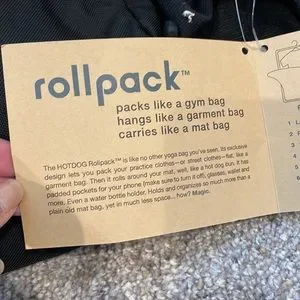 rollpack™
packs like a gym bag
hangs like a garment bag
carries like a mat bag
The HOTDOG Rollpack™ is like no other yoga bag you've seen. Its exclusive
design lets you pack your practice clothes—or street clothes—flat, like a
garment bag. Then it rolls around your mat, well, like a hot dog bun. It has
padded pockets for your phone (make sure to turn it off), glasses, wallet and
more. Even a water bottle holder. Holds and organizes so much more than a
plain old mat bag, yet in much less space... how? Magic.